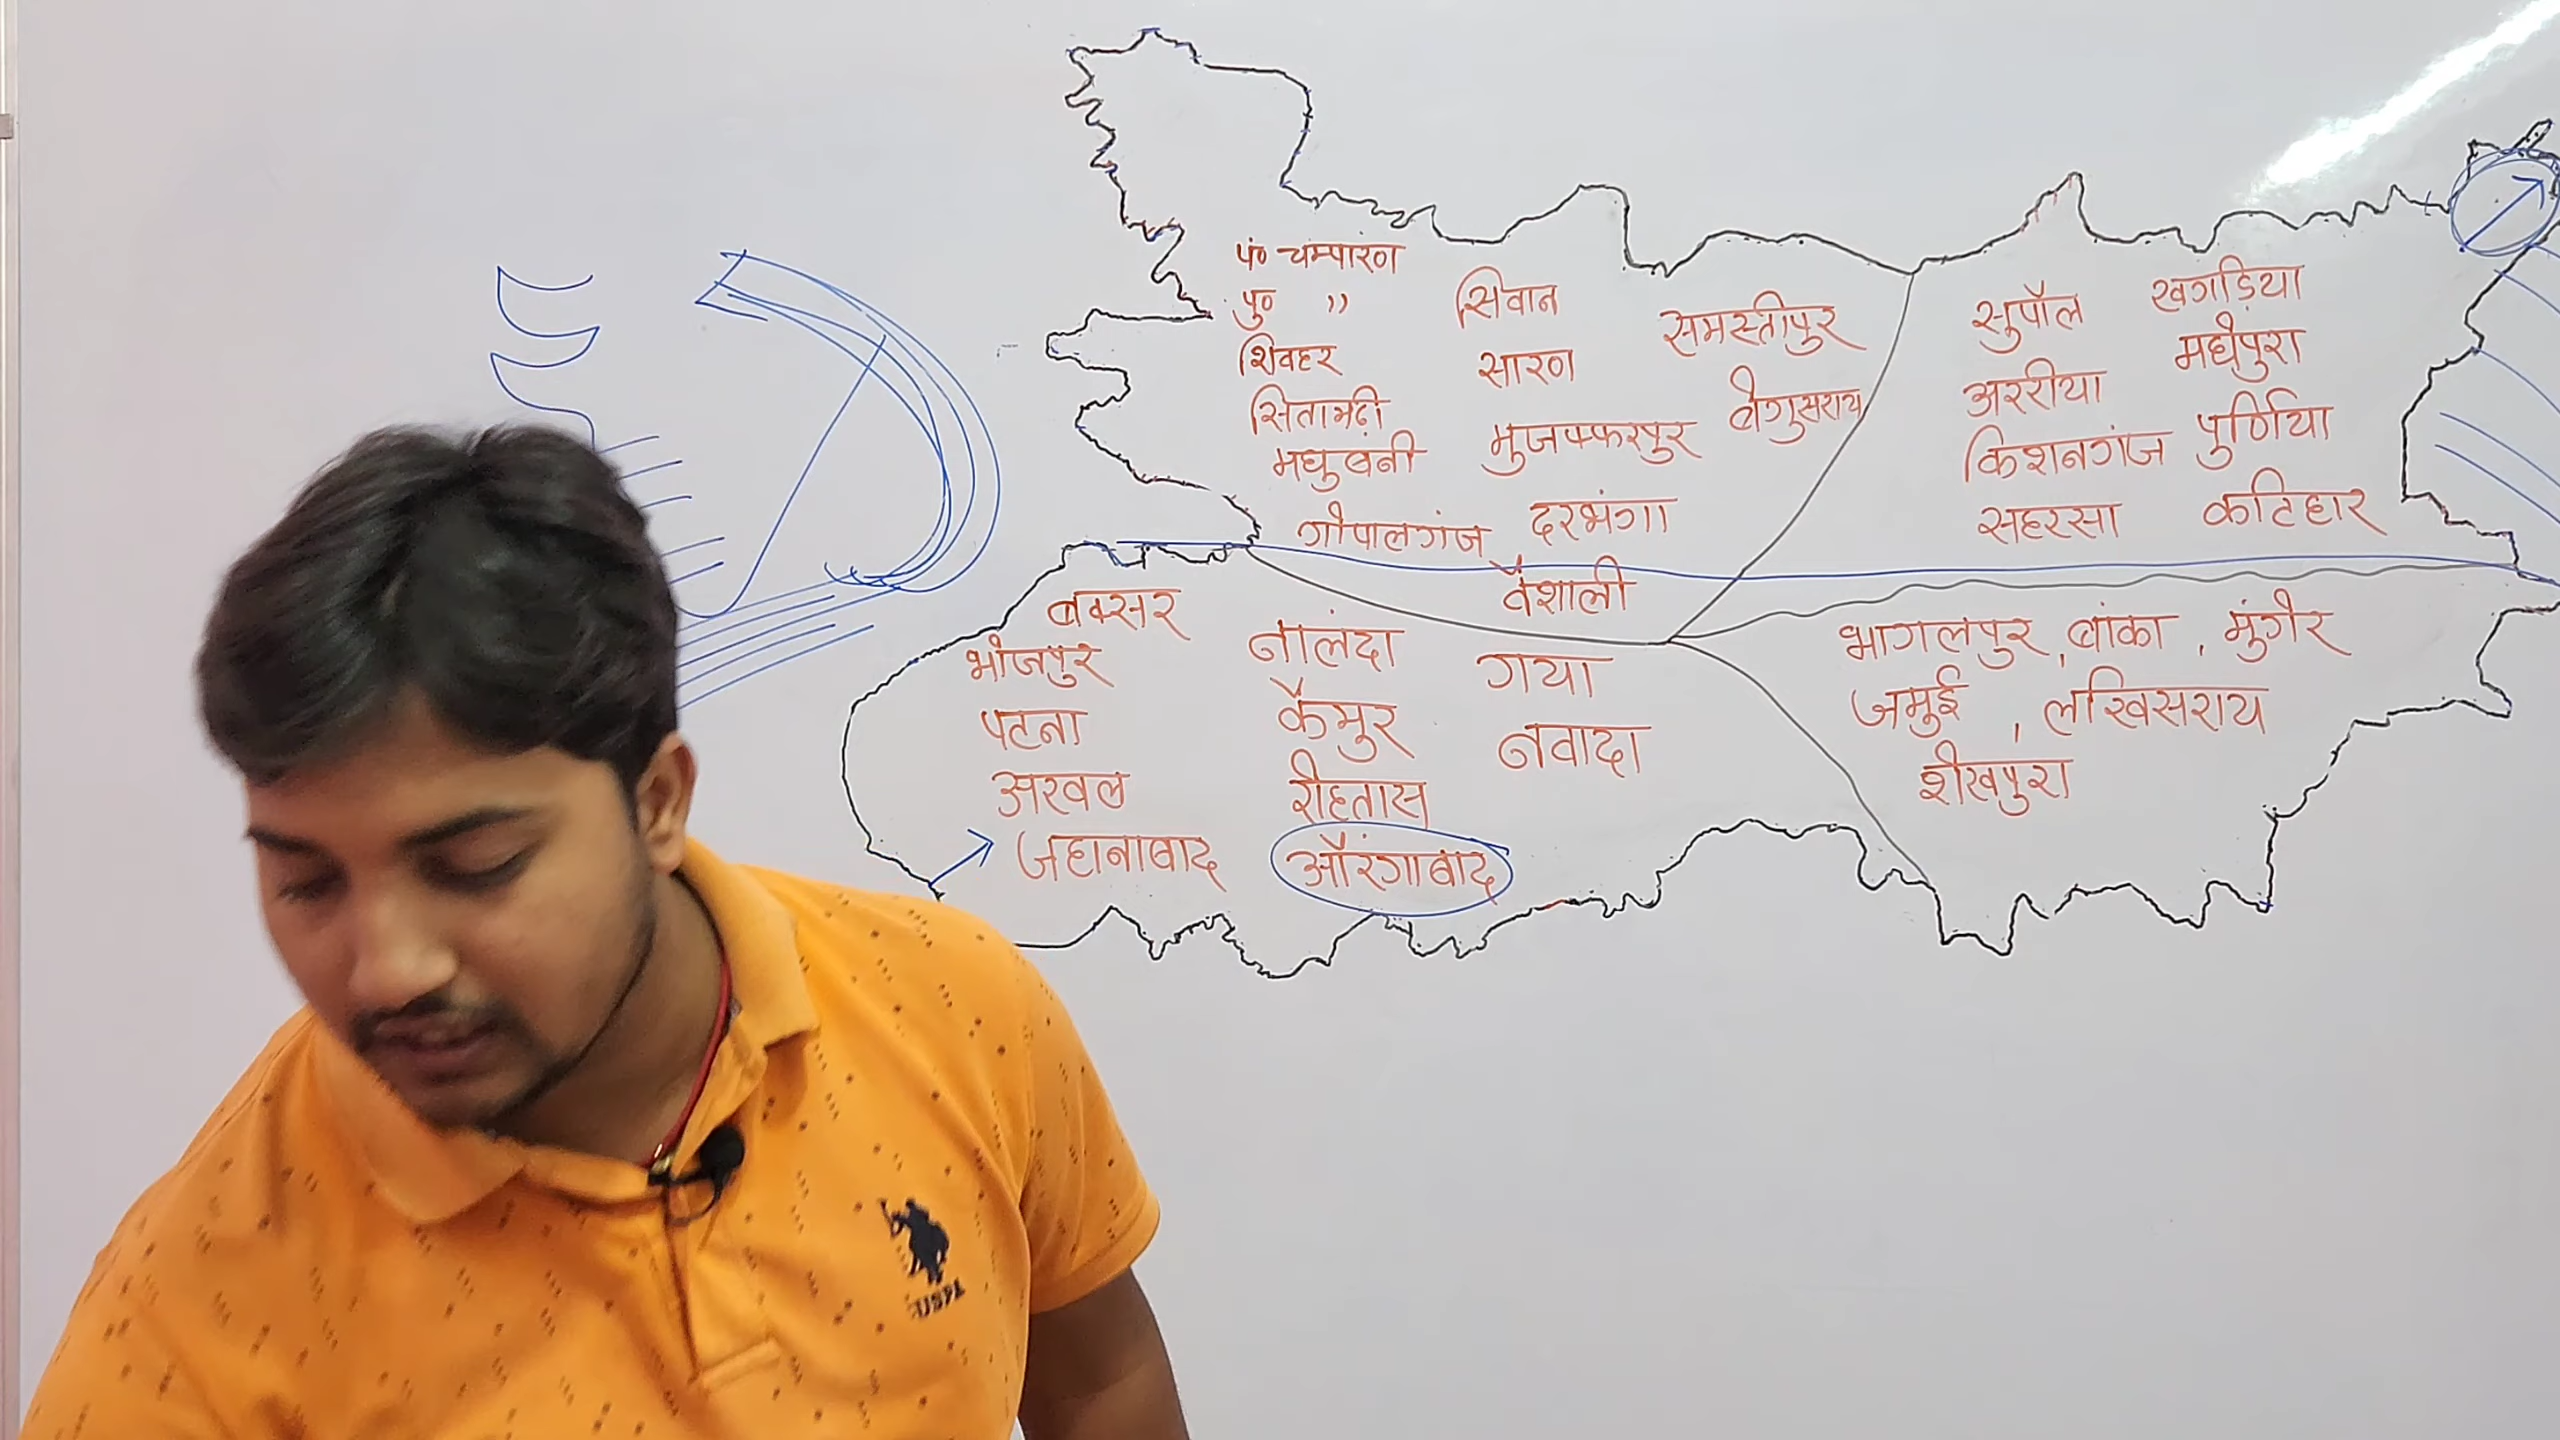 पं० चम्पारण
पु० ”
शिवहर
सितामढी
मधुबनी
गोपालगंज
सिवान
सारण
मुजफ्फरपुर
दरभंगा
वैशाली
समस्तीपुर
बेगुसराय
सुपौल
अररीया
किशनगंज
सहरसा
खगड़िया
मधेपुरा
पुर्णिया
कटिहार
बक्सर
भोजपुर
पटना
अरवल
जहानाबाद
नालंदा
कैमुर
रोहतास
औरंगाबाद
गया
नवादा
भागलपुर, बांका, मुंगेर
जमुई, लखिसराय
शेखपुरा
USPA